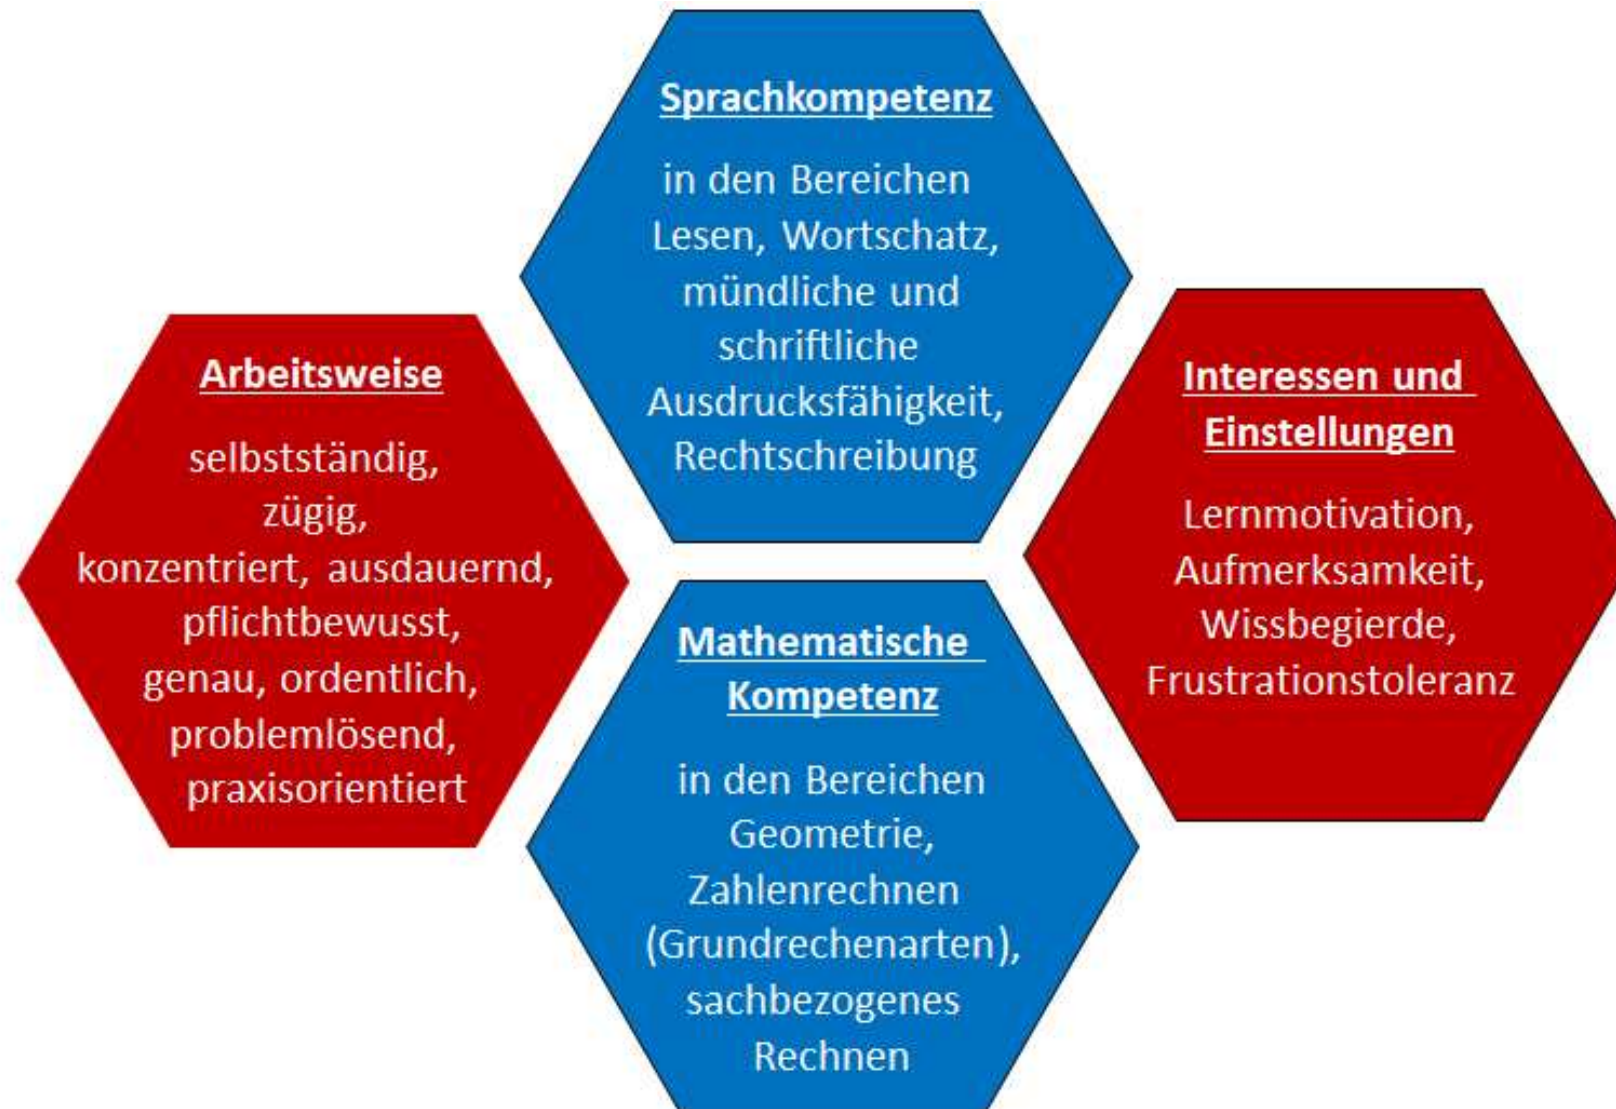 Sprachkompetenz
in den Bereichen
Lesen, Wortschatz,
mündliche und
schriftliche
Ausdrucksfähigkeit,
Rechtschreibung
Arbeitsweise
selbstständig,
zügig,
konzentriert, ausdauernd,
pflichtbewusst,
genau, ordentlich,
problemlösend,
praxisorientiert
Interessen und
Einstellungen
Lernmotivation,
Aufmerksamkeit,
Wissbegierde,
Frustrationstoleranz
Mathematische
Kompetenz
in den Bereichen
Geometrie,
Zahlenrechnen
(Grundrechenarten),
sachbezogenes
Rechnen